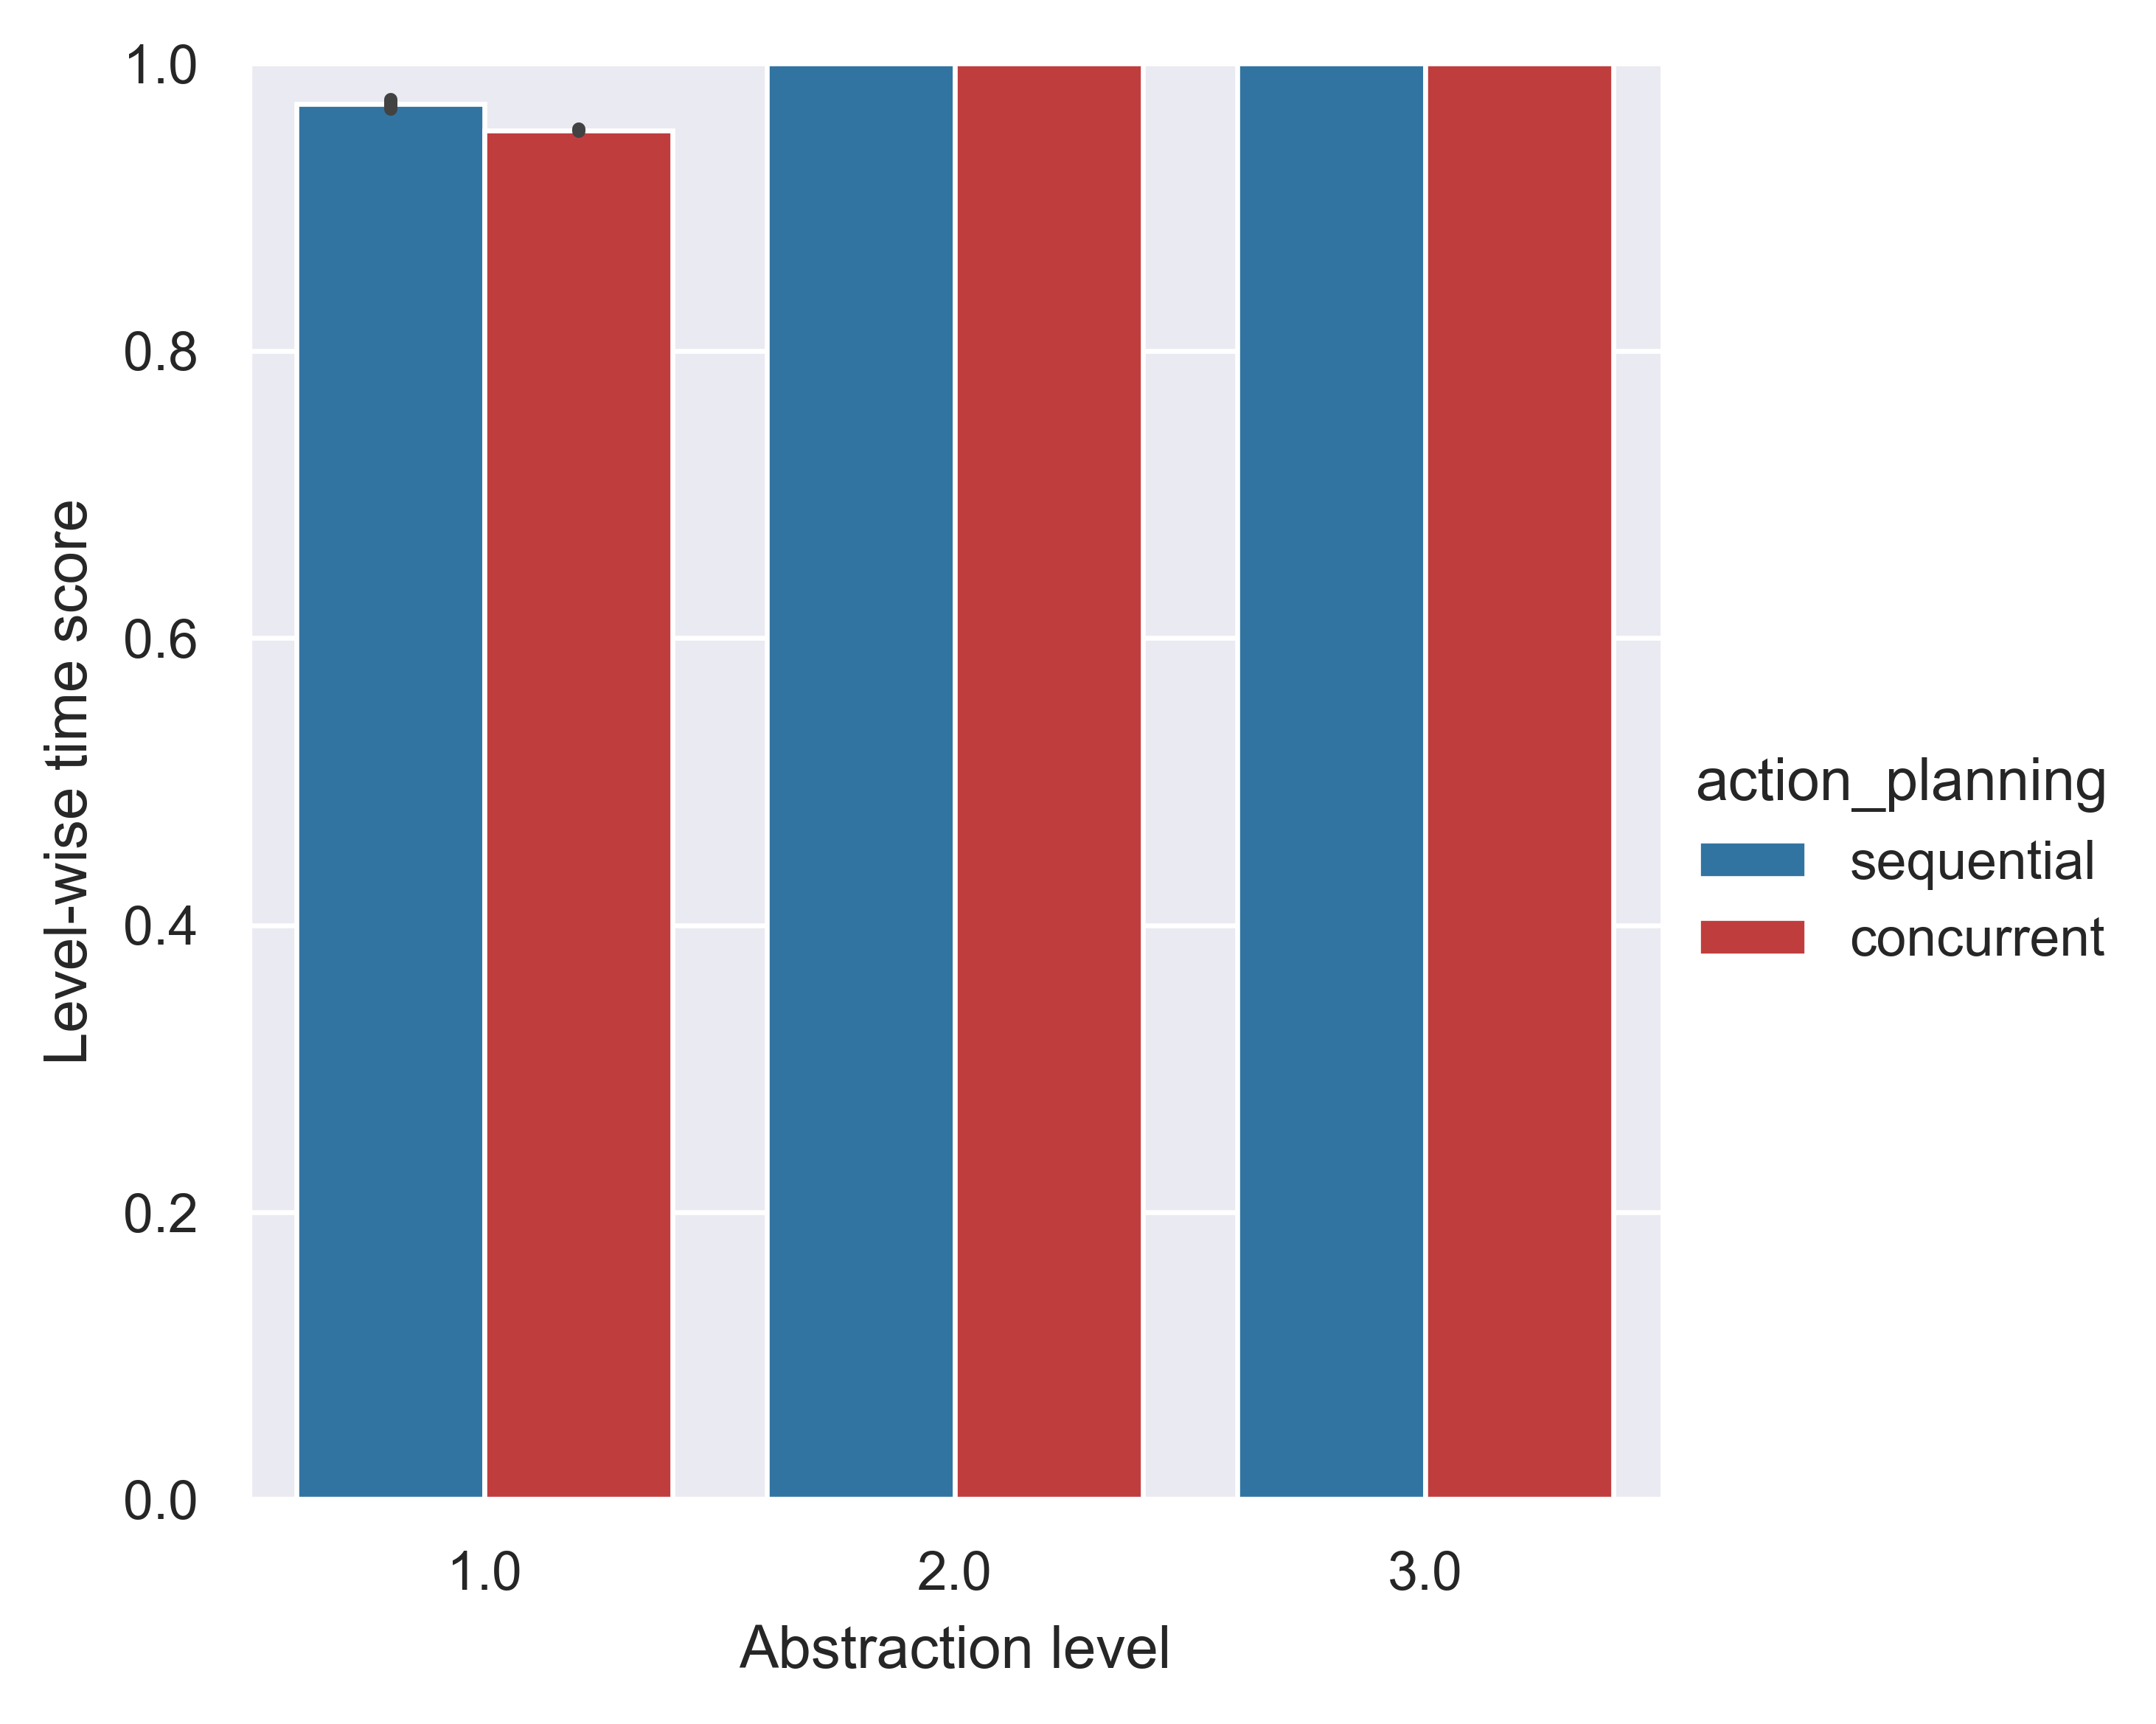 1.0
0.8
0.6
0.4
0.2
0.0
Level-wise time score
1.0 2.0 3.0
Abstraction level
action_planning
sequential
concurrent